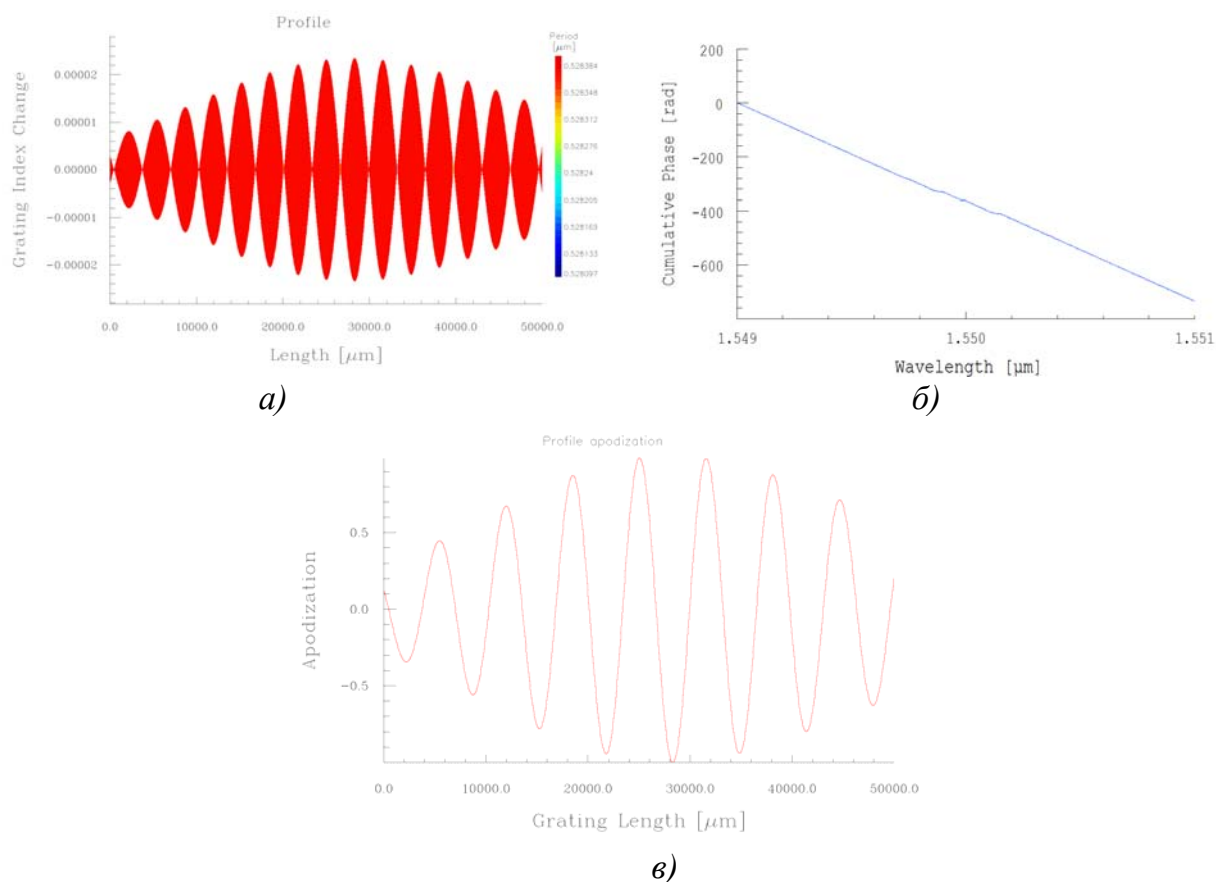 Profile
Grating Index Change
0.00002
0.00001
0.00000
−0.00001
−0.00002
0.0 10000.0 20000.0 30000.0 40000.0 50000.0
Length [μm]
Period
[μm]
0.528384
0.528348
0.528312
0.528276
0.52824
0.528205
0.528169
0.528133
0.528097
а)
Cumulative Phase [rad]
200
0
-200
-400
-600
1.549 1.550 1.551
Wavelength [μm]
б)
Profile apodization
Apodization
0.5
0.0
−0.5
0.0 10000.0 20000.0 30000.0 40000.0 50000.0
Grating Length [μm]
в)